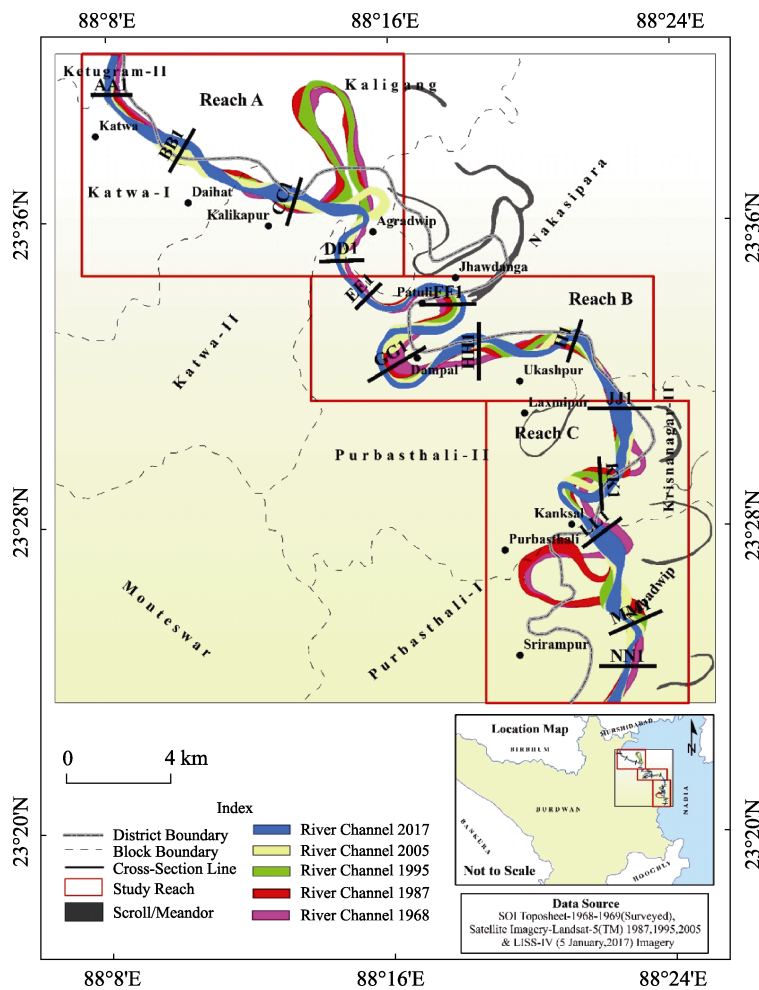 88°8'E
88°16'E
88°24'E
Ketugram-II
AA1
Reach A
Kaligang
Katwa
BB1
Katwa-I
Daihat
CC1
Kalikapur
Agradwip
Nakasipara
23°36'N
23°36'N
DD1
Jhawdanga
EE1
Patuli
FF1
Reach B
Katwa-II
GG1
HH1
II1
Dampal
Ukashpur
Laxmipur
JJ1
Reach C
Krisnanagar-II
Purbasthali-II
KK1
Kanksal
LL1
23°28'N
23°28'N
Purbasthali
Monteswar
Purbasthali-I
MM1
Srirampur
NN1
0
4 km
Location Map
MURSHIDABAD
BIRBHUM
N
BURDWAN
NADIA
BANKURA
HOOGHLY
Not to Scale
23°20'N
23°20'N
Index
District Boundary
Block Boundary
Cross-Section Line
Study Reach
Scroll/Meandor
River Channel 2017
River Channel 2005
River Channel 1995
River Channel 1987
River Channel 1968
Data Source
SOI Toposheet-1968-1969(Surveyed),
Satellite Imagery-Landsat-5(TM) 1987,1995,2005
& LISS-IV (5 January,2017) Imagery
88°8'E
88°16'E
88°24'E